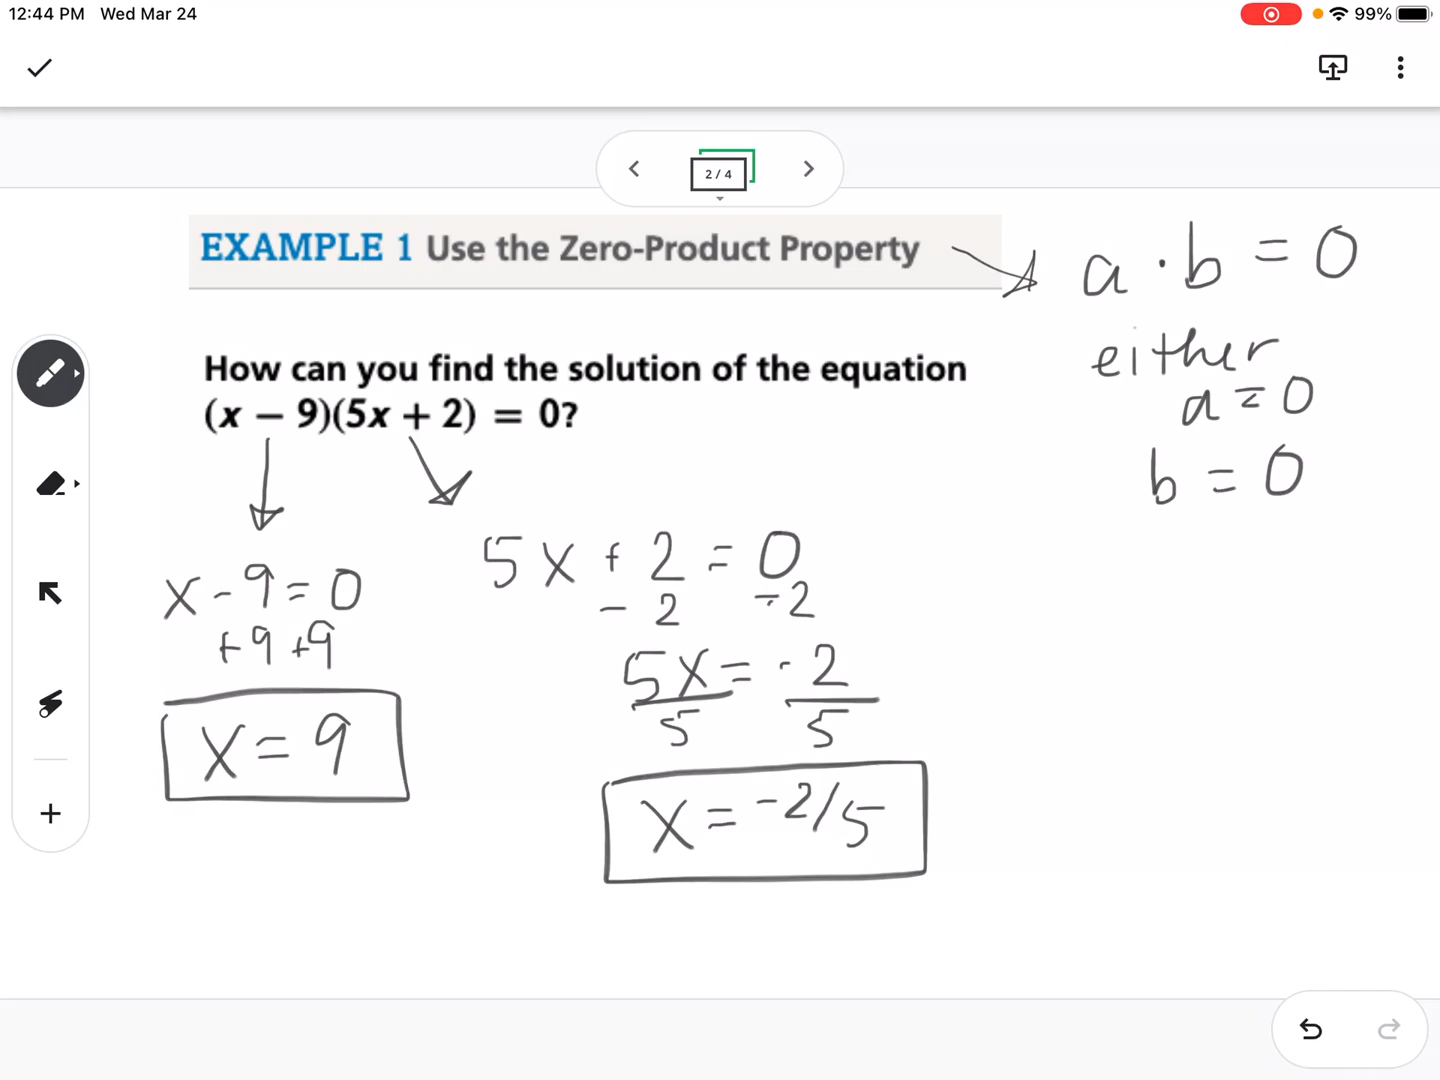 12:44 PM Wed Mar 24
99%
2 / 4
EXAMPLE 1 Use the Zero-Product Property
a · b = 0
either
a = 0
b = 0
How can you find the solution of the equation
(x − 9)(5x + 2) = 0?
x - 9 = 0
+9 +9
x = 9
5x + 2 = 0
- 2 -2
5x = -2
5 5
x = -2/5